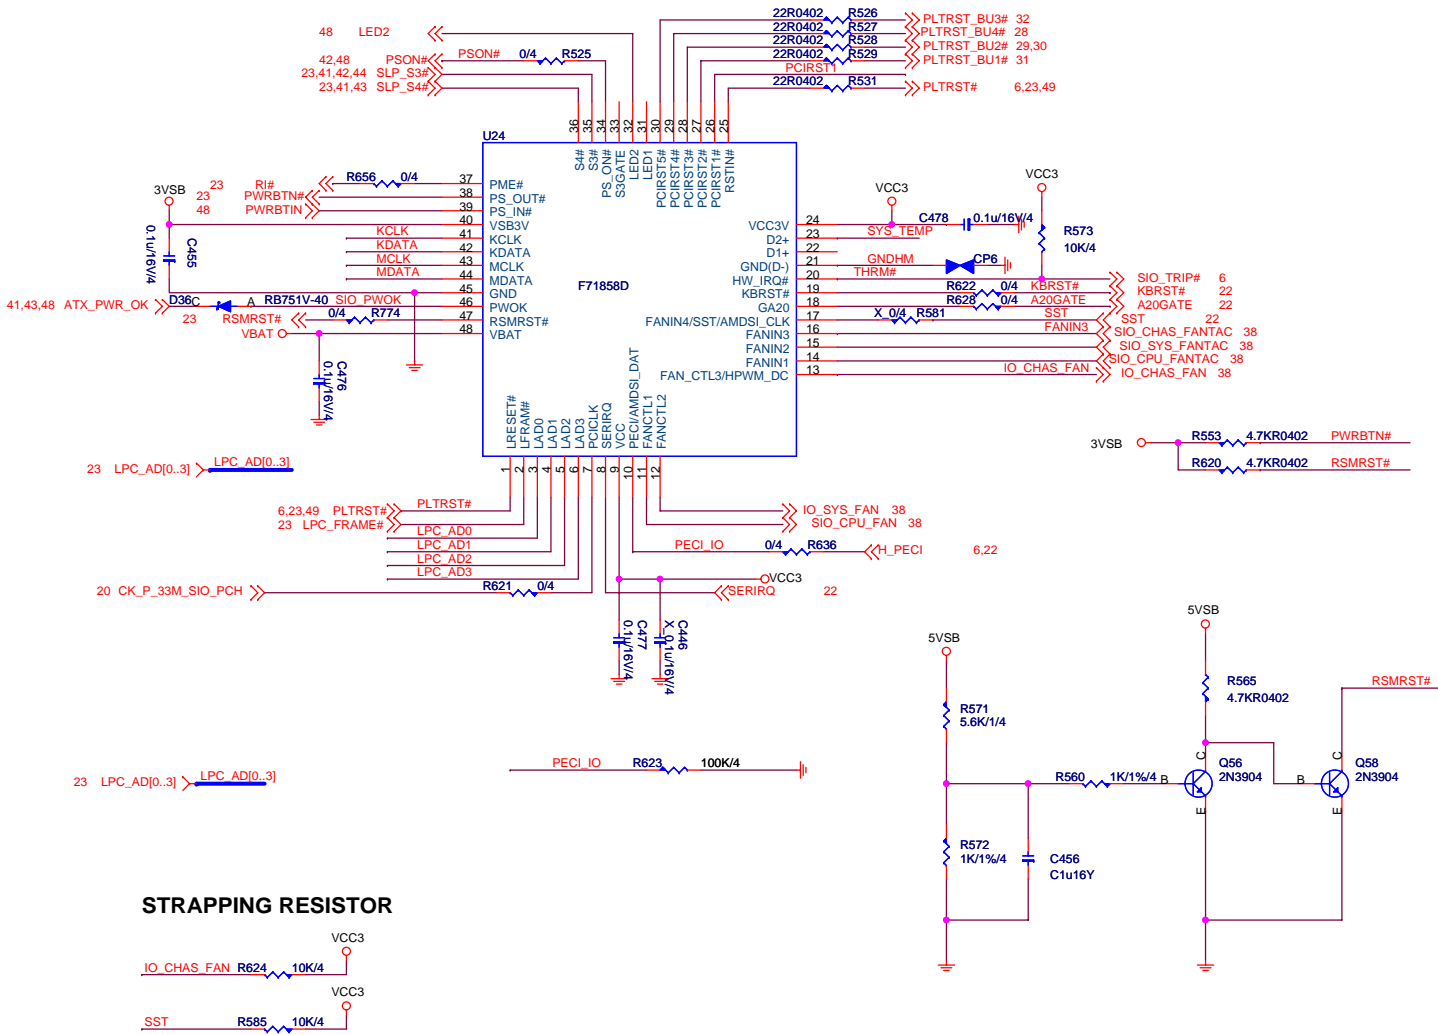 48 LED2
42,48 PSON# PSON# 0/4 R525
23,41,42,44 SLP_S3#
23,41,43 SLP_S4#
22R0402 R526 PLTRST_BU3# 32
22R0402 R527 PLTRST_BU4# 28
22R0402 R528 PLTRST_BU2# 29,30
22R0402 R529 PLTRST_BU1# 31
PCIRST1
22R0402 R531 PLTRST# 6,23,49
36 35 34 33 32 31 30 29 28 27 26 25
U24
S4# S3# PS_ON# S3GATE LED2 LED1 PCIRST5# PCIRST4# PCIRST3# PCIRST2# PCIRST1# RSTIN#
F71858D
23 RI# R656 0/4 37 PME#
23 PWRBTN# 38 PS_OUT#
48 PWRBTIN 39 PS_IN#
3VSB 40 VSB3V
KCLK 41 KCLK
KDATA 42 KDATA
MCLK 43 MCLK
MDATA 44 MDATA
C455 0.1u/16V/4
45 GND
41,43,48 ATX_PWR_OK D36 C A RB751V-40 SIO_PWOK 46 PWOK
23 RSMRST# 0/4 R774 47 RSMRST#
VBAT 48 VBAT
C476 0.1u/16V/4
VCC3
VCC3
VCC3V 24 C478 0.1u/16V/4
D2+ 23 SYS_TEMP
D1+ 22
R573
10K/4
GND(D-) 21 GNDHM CP6
HW_IRQ# 20 THRM# SIO_TRIP# 6
KBRST# 19 R622 0/4 KBRST# KBRST# 22
GA20 18 R628 0/4 A20GATE A20GATE 22
FANIN4/SST/AMDSI_CLK 17 X_0/4 R581 SST SST 22
FANIN3 16 FANIN3 SIO_CHAS_FANTAC 38
FANIN2 15 SIO_SYS_FANTAC 38
FANIN1 14 SIO_CPU_FANTAC 38
FAN_CTL3/HPWM_DC 13 IO_CHAS_FAN IO_CHAS_FAN 38
LRESET# LFRAM# LAD0 LAD1 LAD2 LAD3 PCICLK SERIRQ VCC PECI/AMDSI_DAT FANCTL1 FANCTL2
1 2 3 4 5 6 7 8 9 10 11 12
3VSB
R553 4.7KR0402 PWRBTN#
R620 4.7KR0402 RSMRST#
23 LPC_AD[0..3] LPC_AD[0..3]
6,23,49 PLTRST# PLTRST#
23 LPC_FRAME#
LPC_AD0
LPC_AD1
LPC_AD2
LPC_AD3
20 CK_P_33M_SIO_PCH R621 0/4
IO_SYS_FAN 38
SIO_CPU_FAN 38
PECI_IO 0/4 R636 H_PECI 6,22
VCC3
SERIRQ 22
C477 0.1u/16V/4
C446 X_0.1u/16V/4
PECI_IO R623 100K/4
23 LPC_AD[0..3] LPC_AD[0..3]
5VSB
R571
5.6K/1/4
5VSB
R565
4.7KR0402
RSMRST#
R560 1K/1%/4 B C E
Q56
2N3904
B C E
Q58
2N3904
R572
1K/1%/4
C456
C1u16Y
STRAPPING RESISTOR
VCC3
IO_CHAS_FAN R624 10K/4
VCC3
SST R585 10K/4